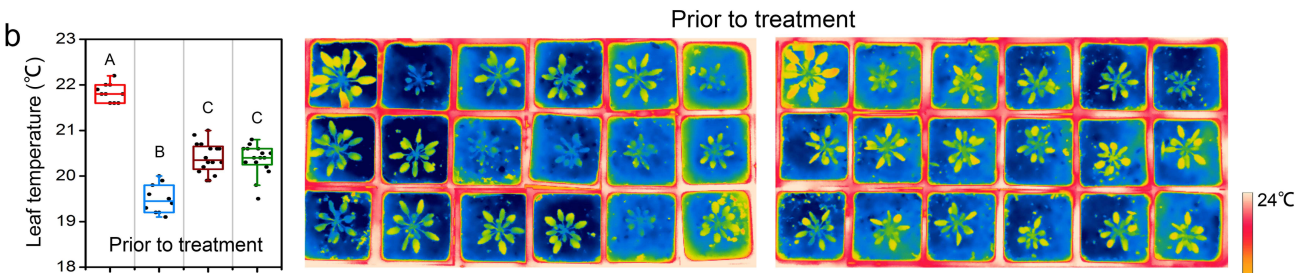 b
Prior to treatment
Leaf temperature (℃)
23
22
21
20
19
18
A
B
C
C
Prior to treatment
24℃